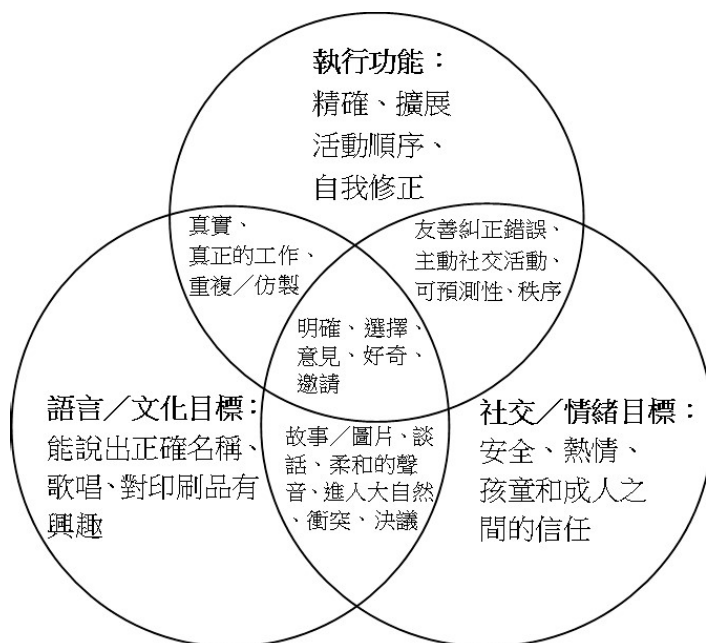 執行功能：
精確、擴展
活動順序、
自我修正
真實、
真正的工作、
重複／仿製
友善糾正錯誤、
主動社交活動、
可預測性、秩序
明確、選擇、
意見、好奇、
邀請
語言／文化目標：
能說出正確名稱、
歌唱、對印刷品有
興趣
故事／圖片、談
話、柔和的聲
音、進入大自然
、衝突、決議
社交／情緒目標：
安全、熱情、
孩童和成人之
間的信任